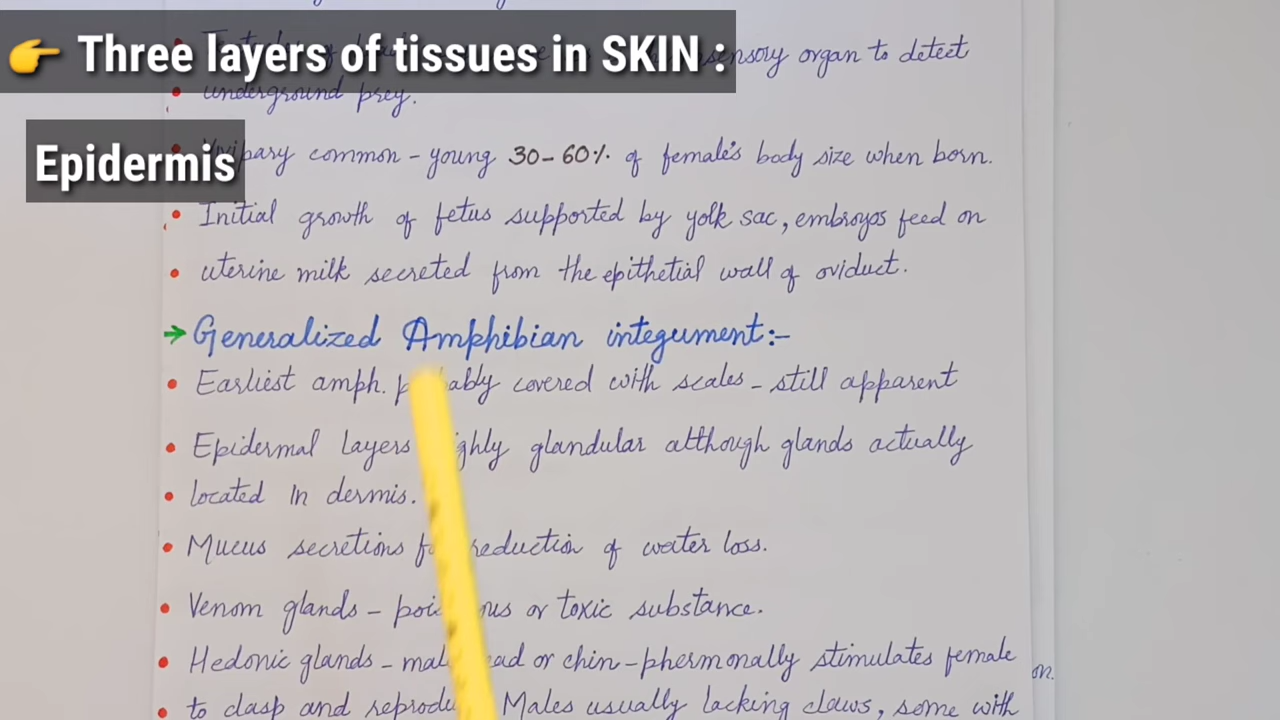 👉 Three layers of tissues in SKIN :
Epidermis
sensory organ to detect
underground prey.
common - young 30-60% of female's body size when born.
Initial growth of fetus supported by yolk sac, embroyos feed on
uterine milk secreted from the epithetial wall of oviduct.
→ Generalized Amphibian integument:-
Earliest amph. covered with scales - still apparent
Epidermal layers glandular although glands actually
located In dermis.
Mucus secretions reduction of water loss.
Venom glands - or toxic substance.
Hedonic glands - or chin-phermonally stimulates female
on.
to clasp and Males usually lacking claws, some with